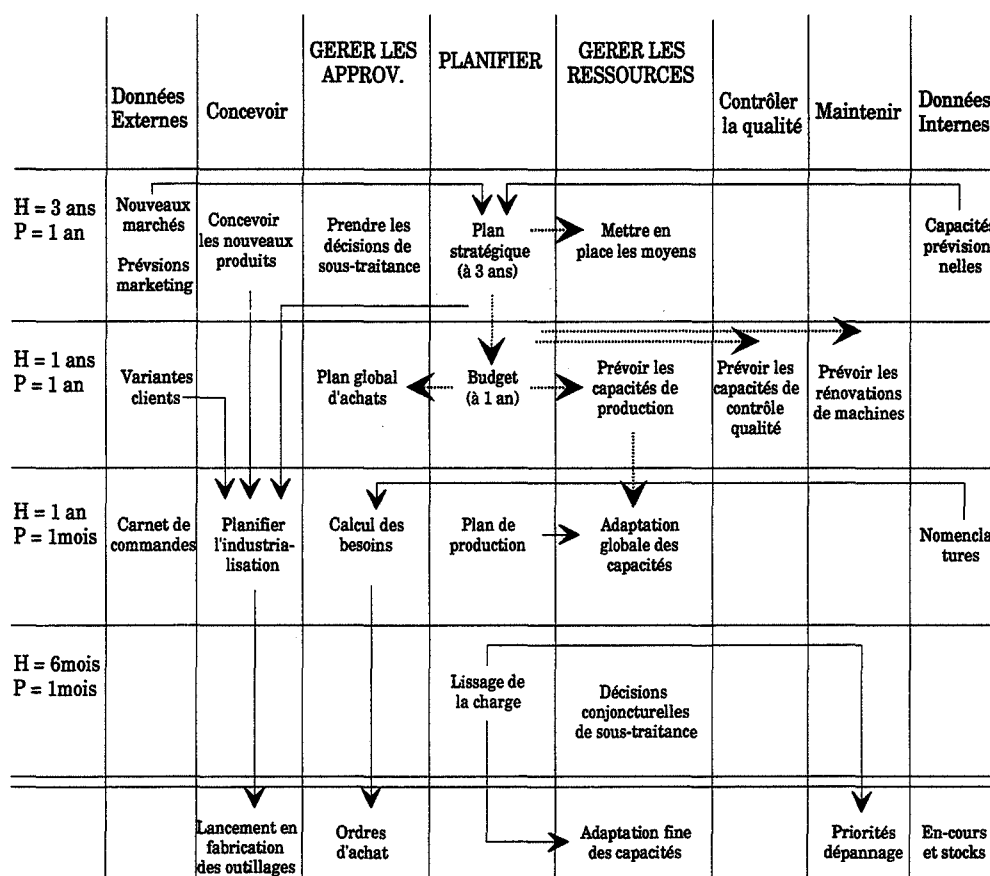 Données
Externes
Concevoir
GERER LES
APPROV.
PLANIFIER
GERER LES
RESSOURCES
Contrôler
la qualité
Maintenir
Données
Internes
H = 3 ans
P = 1 an
Nouveaux
marchés
Prévsions
marketing
Concevoir
les nouveaux
produits
Prendre les
décisions de
sous-traitance
Plan
stratégique
(à 3 ans)
Mettre en
place les moyens
Capacités
prévision
nelles
H = 1 ans
P = 1 an
Variantes
clients
Plan global
d'achats
Budget
(à 1 an)
Prévoir les
capacités de
production
Prévoir les
capacités de
contrôle
qualité
Prévoir les
rénovations
de machines
H = 1 an
P = 1mois
Carnet de
commandes
Planifier
l'industria-
lisation
Calcul des
besoins
Plan de
production
Adaptation
globale des
capacités
Nomencla
tures
H = 6mois
P = 1mois
Lissage de
la charge
Décisions
conjoncturelles
de sous-traitance
Lancement en
fabrication
des outillages
Ordres
d'achat
Adaptation fine
des capacités
Priorités
dépannage
En-cours
et stocks